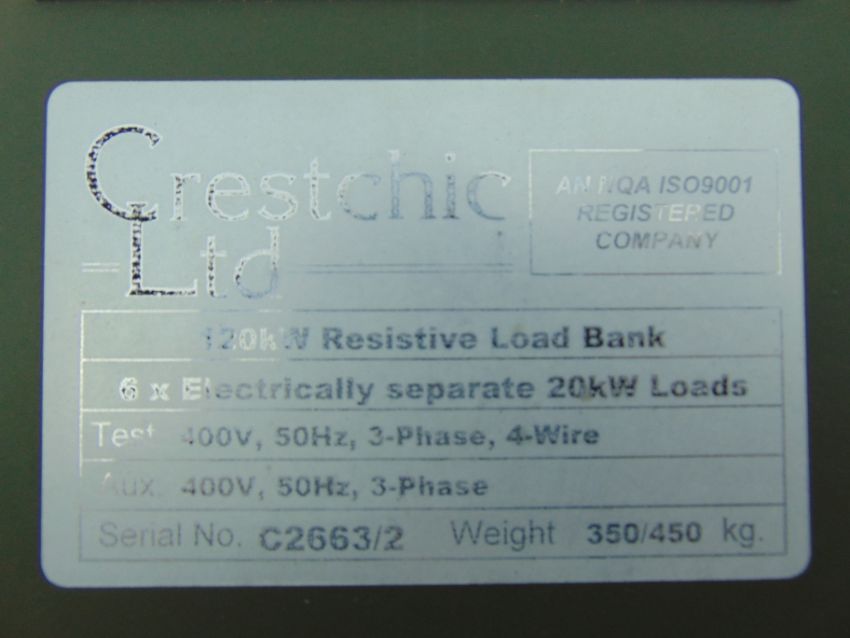 Crestchic
Ltd
AN NQA ISO9001
REGISTERED
COMPANY
120kW Resistive Load Bank
6 x Electrically separate 20kW Loads
Test 400V, 50Hz, 3-Phase, 4-Wire
Aux. 400V, 50Hz, 3-Phase
Serial No. C2663/2 Weight 350/450 kg.